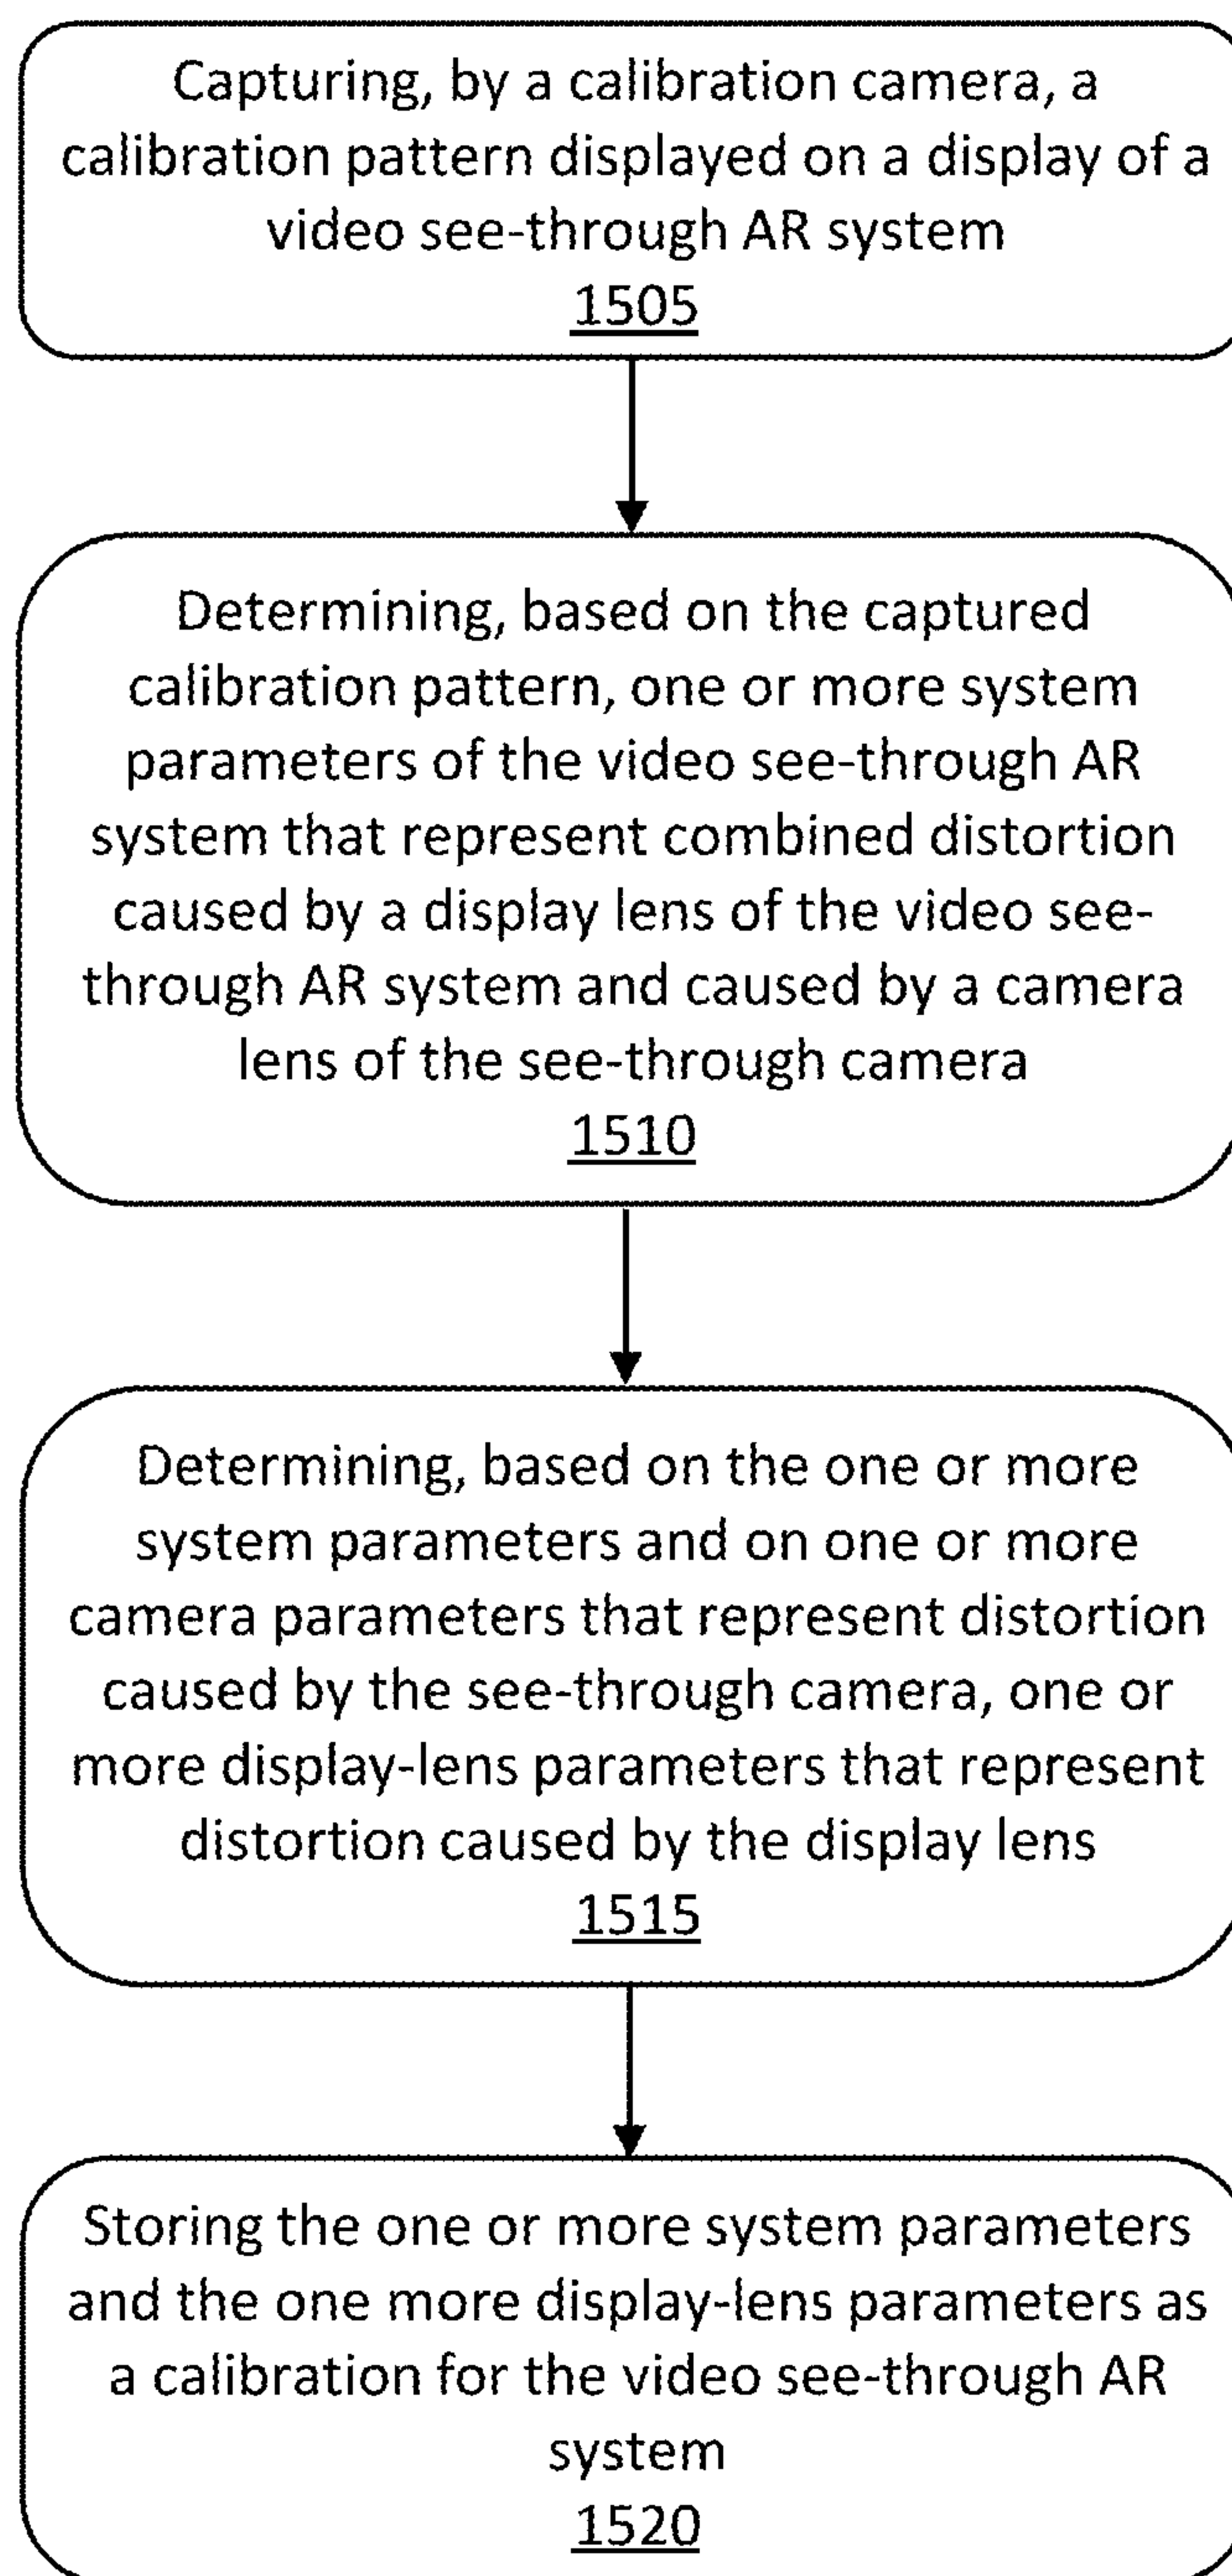 Capturing, by a calibration camera, a
calibration pattern displayed on a display of a
video see-through AR system
1505
Determining, based on the captured
calibration pattern, one or more system
parameters of the video see-through AR
system that represent combined distortion
caused by a display lens of the video see-
through AR system and caused by a camera
lens of the see-through camera
1510
Determining, based on the one or more
system parameters and on one or more
camera parameters that represent distortion
caused by the see-through camera, one or
more display-lens parameters that represent
distortion caused by the display lens
1515
Storing the one or more system parameters
and the one more display-lens parameters as
a calibration for the video see-through AR
system
1520